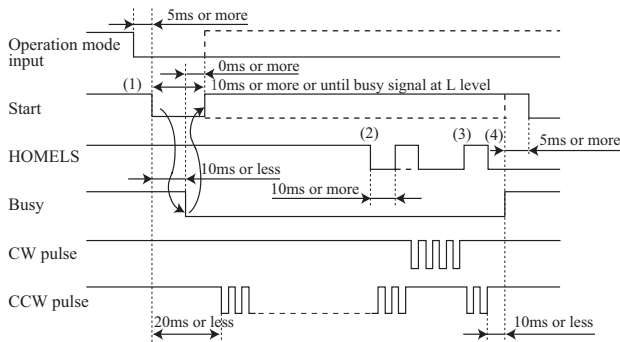 5ms or more
Operation mode
input
0ms or more
(1)
10ms or more or until busy signal at L level
Start
(2)
(3)
(4)
5ms or more
HOMELS
10ms or less
10ms or more
Busy
CW pulse
CCW pulse
20ms or less
10ms or less